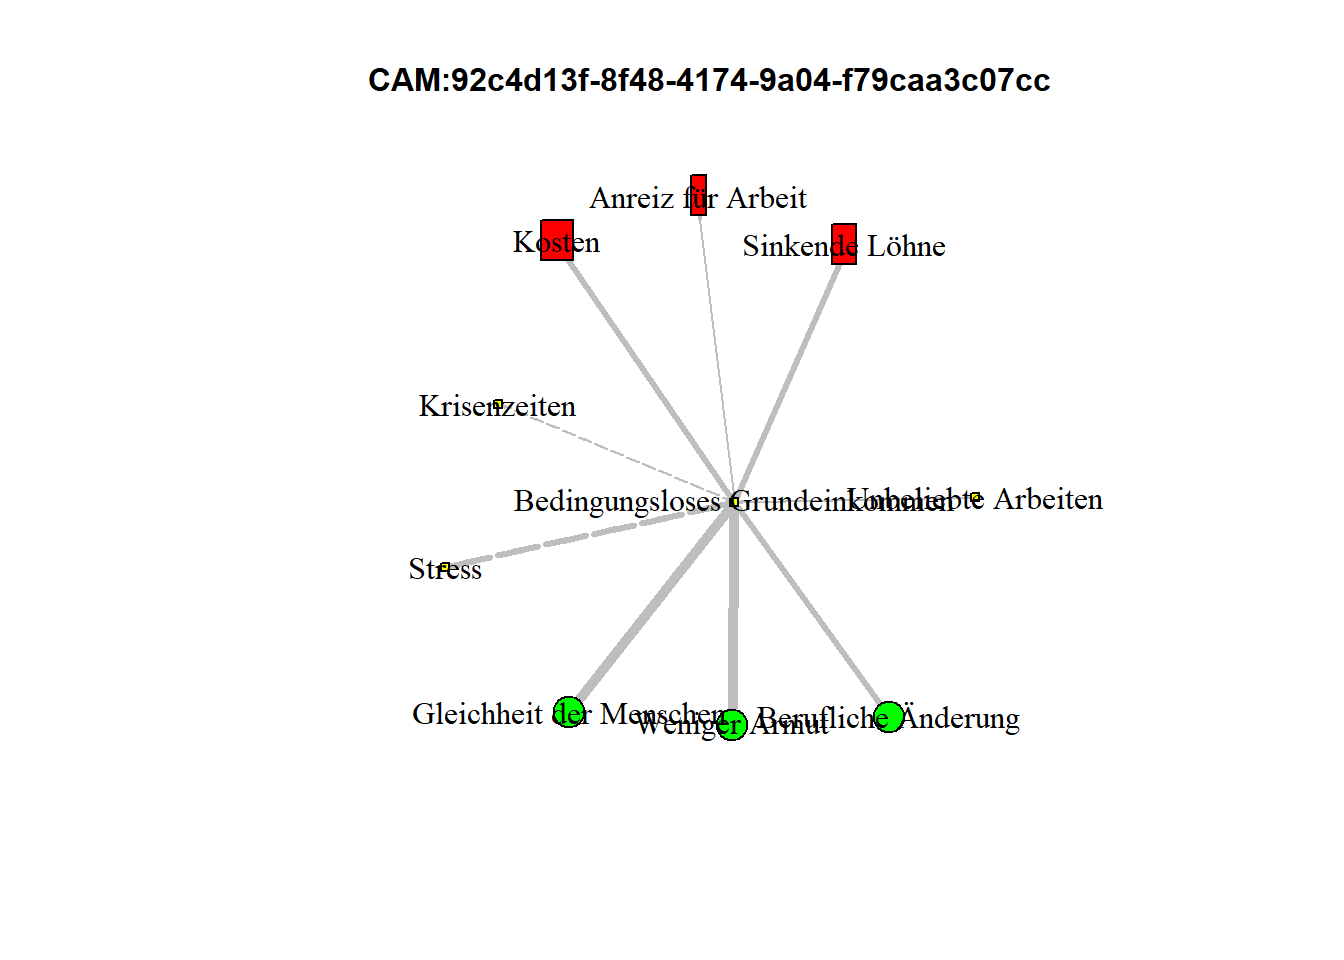 CAM:92c4d13f-8f48-4174-9a04-f79caa3c07cc
Anreiz für Arbeit
Kosten
Sinkende Löhne
Krisenzeiten
Bedingungsloses Grundeinkommen
Unbeliebte Arbeiten
Stress
Gleichheit der Menschen
Weniger Armut
Berufliche Änderung